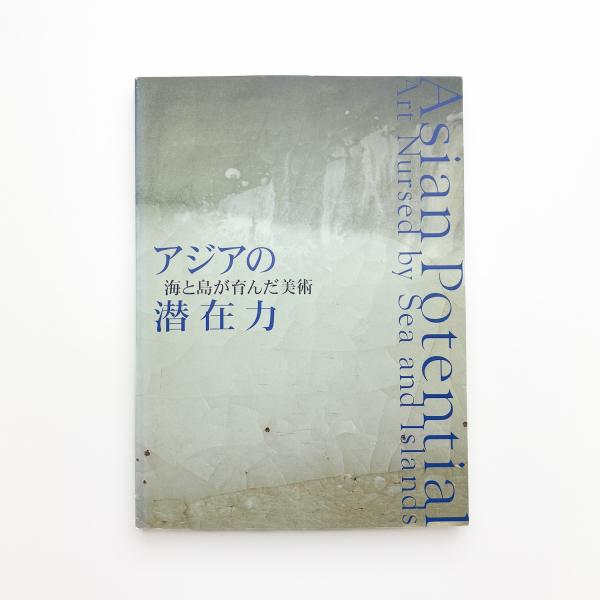 アジアの
海と島が育んだ美術
潜在力
Asian Potential
Art Nursed by Sea and Islands